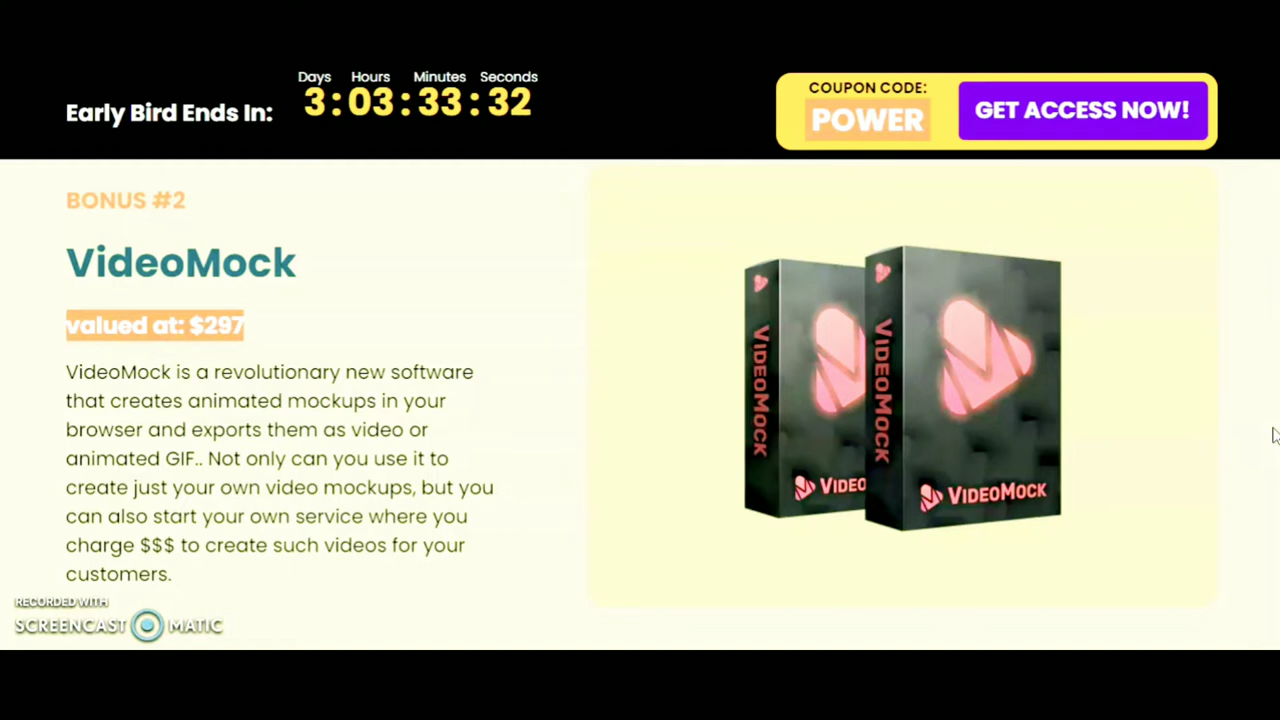 Days Hours Minutes Seconds
Early Bird Ends In: 3:03:33:32
COUPON CODE:
POWER
GET ACCESS NOW!
BONUS #2
VideoMock
valued at: $297
VideoMock is a revolutionary new software
that creates animated mockups in your
browser and exports them as video or
animated GIF.. Not only can you use it to
create just your own video mockups, but you
can also start your own service where you
charge $$$ to create such videos for your
customers.
VIDEOMOCK
VIDEO
VIDEOMOCK
VIDEOMOCK
RECORDED WITH
SCREENCAST MATIC